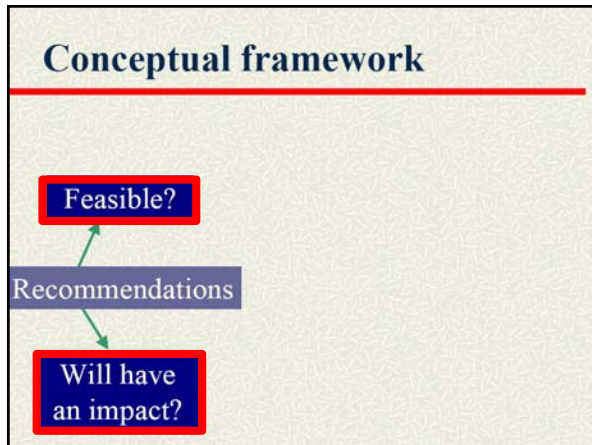 Conceptual framework
Feasible?
Recommendations
Will have
an impact?